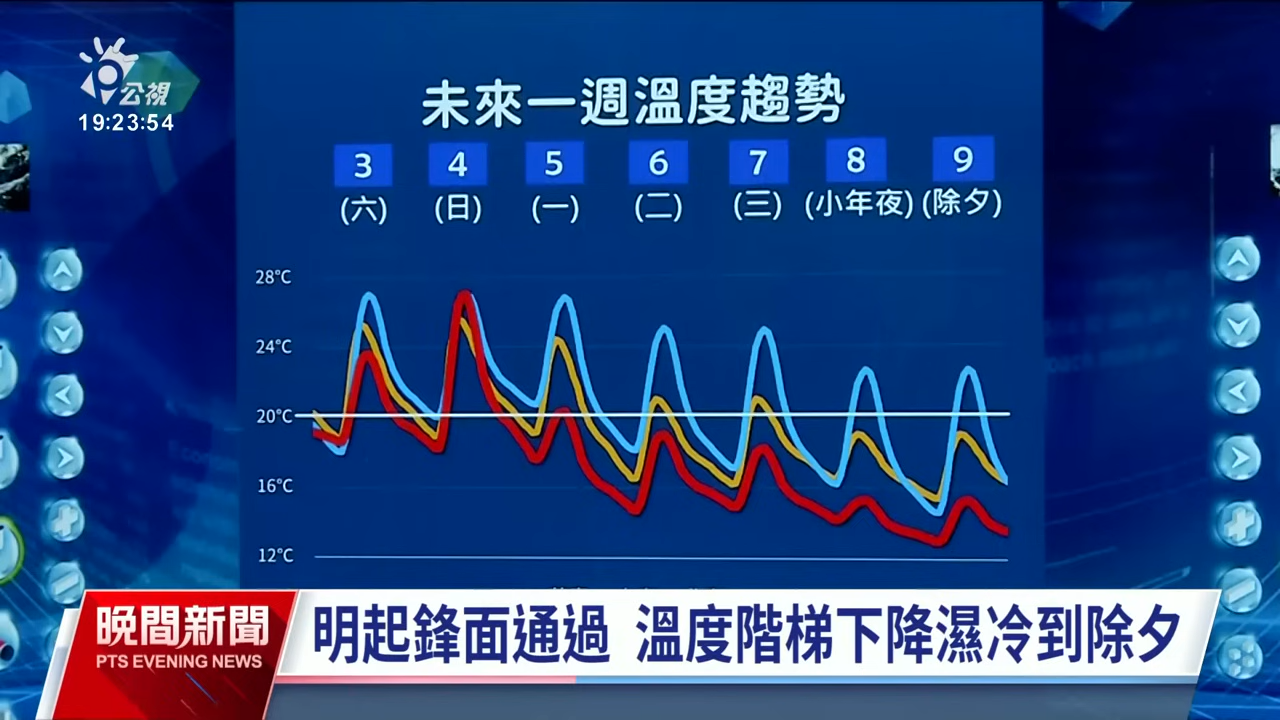 公視
19:23:54
未來一週溫度趨勢
3 4 5 6 7 8 9
(六) (日) (一) (二) (三) (小年夜) (除夕)
28°C
24°C
20°C
16°C
12°C
晚間新聞
PTS EVENING NEWS
明起鋒面通過 溫度階梯下降濕冷到除夕